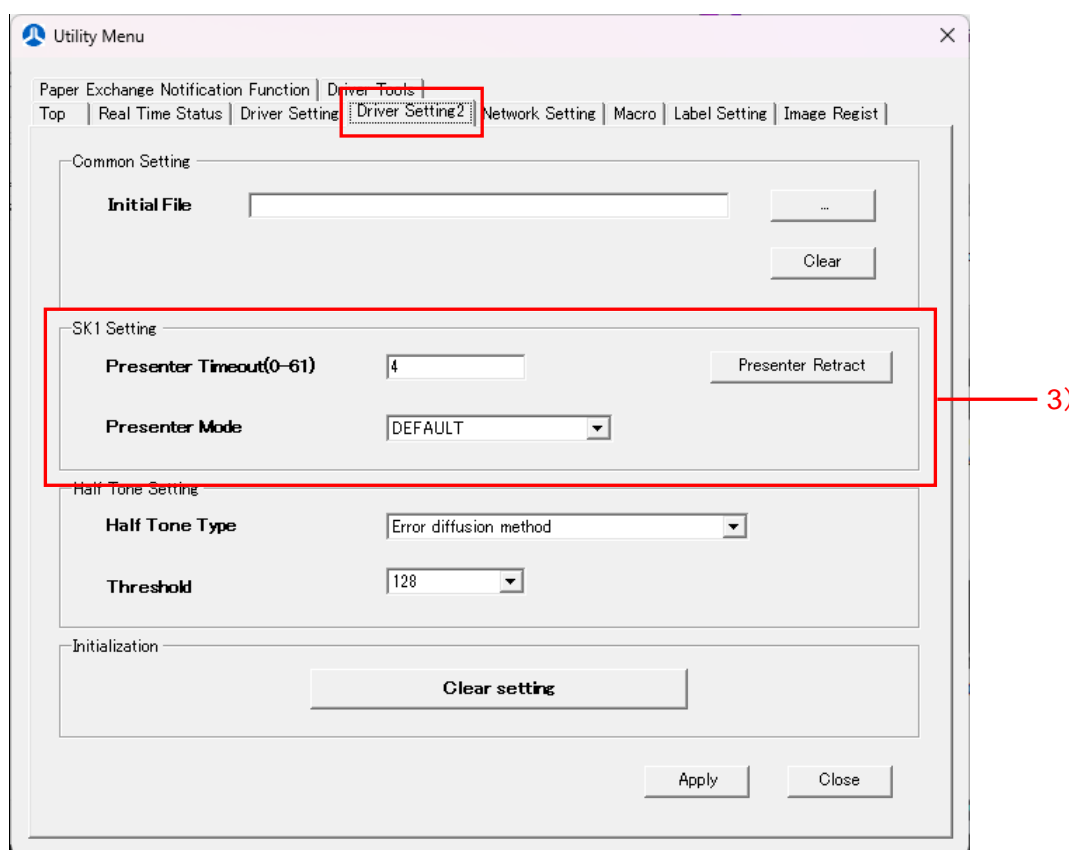 Utility Menu
Paper Exchange Notification Function Driver Tools
Top Real Time Status Driver Setting Driver Setting2 Network Setting Macro Label Setting Image Regist
Common Setting
Initial File ...
Clear
SK1 Setting
Presenter Timeout(0-61) 4 Presenter Retract
3)
Presenter Mode DEFAULT
Half Tone Setting
Half Tone Type Error diffusion method
Threshold 128
Initialization
Clear setting
Apply Close